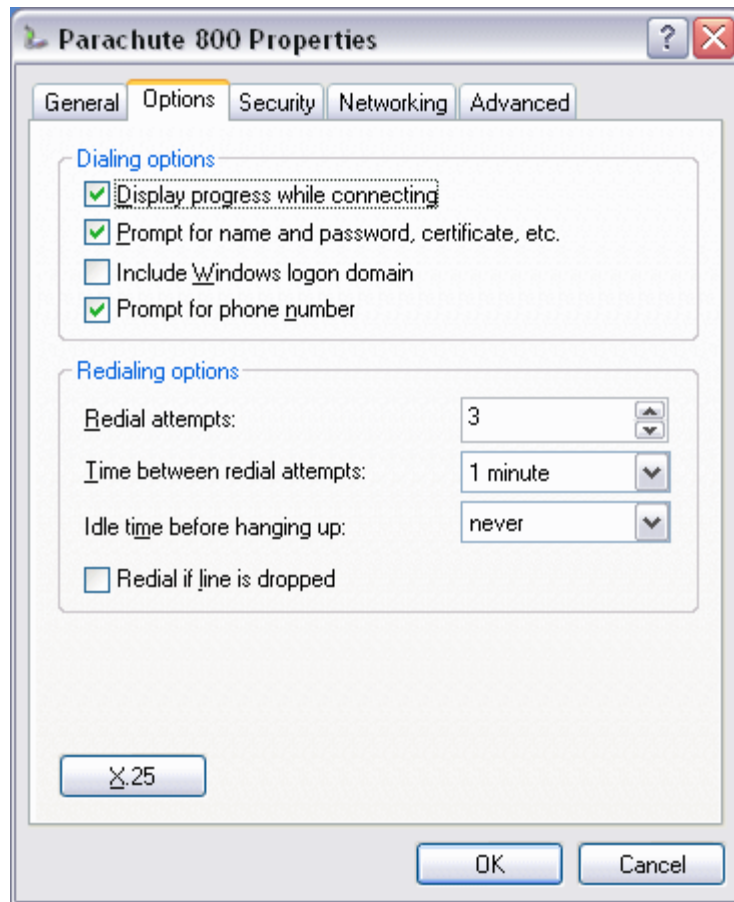 Parachute 800 Properties
General Options Security Networking Advanced
Dialing options
Display progress while connecting
Prompt for name and password, certificate, etc.
Include Windows logon domain
Prompt for phone number
Redialing options
Redial attempts: 3
Time between redial attempts: 1 minute
Idle time before hanging up: never
Redial if line is dropped
X.25
OK Cancel